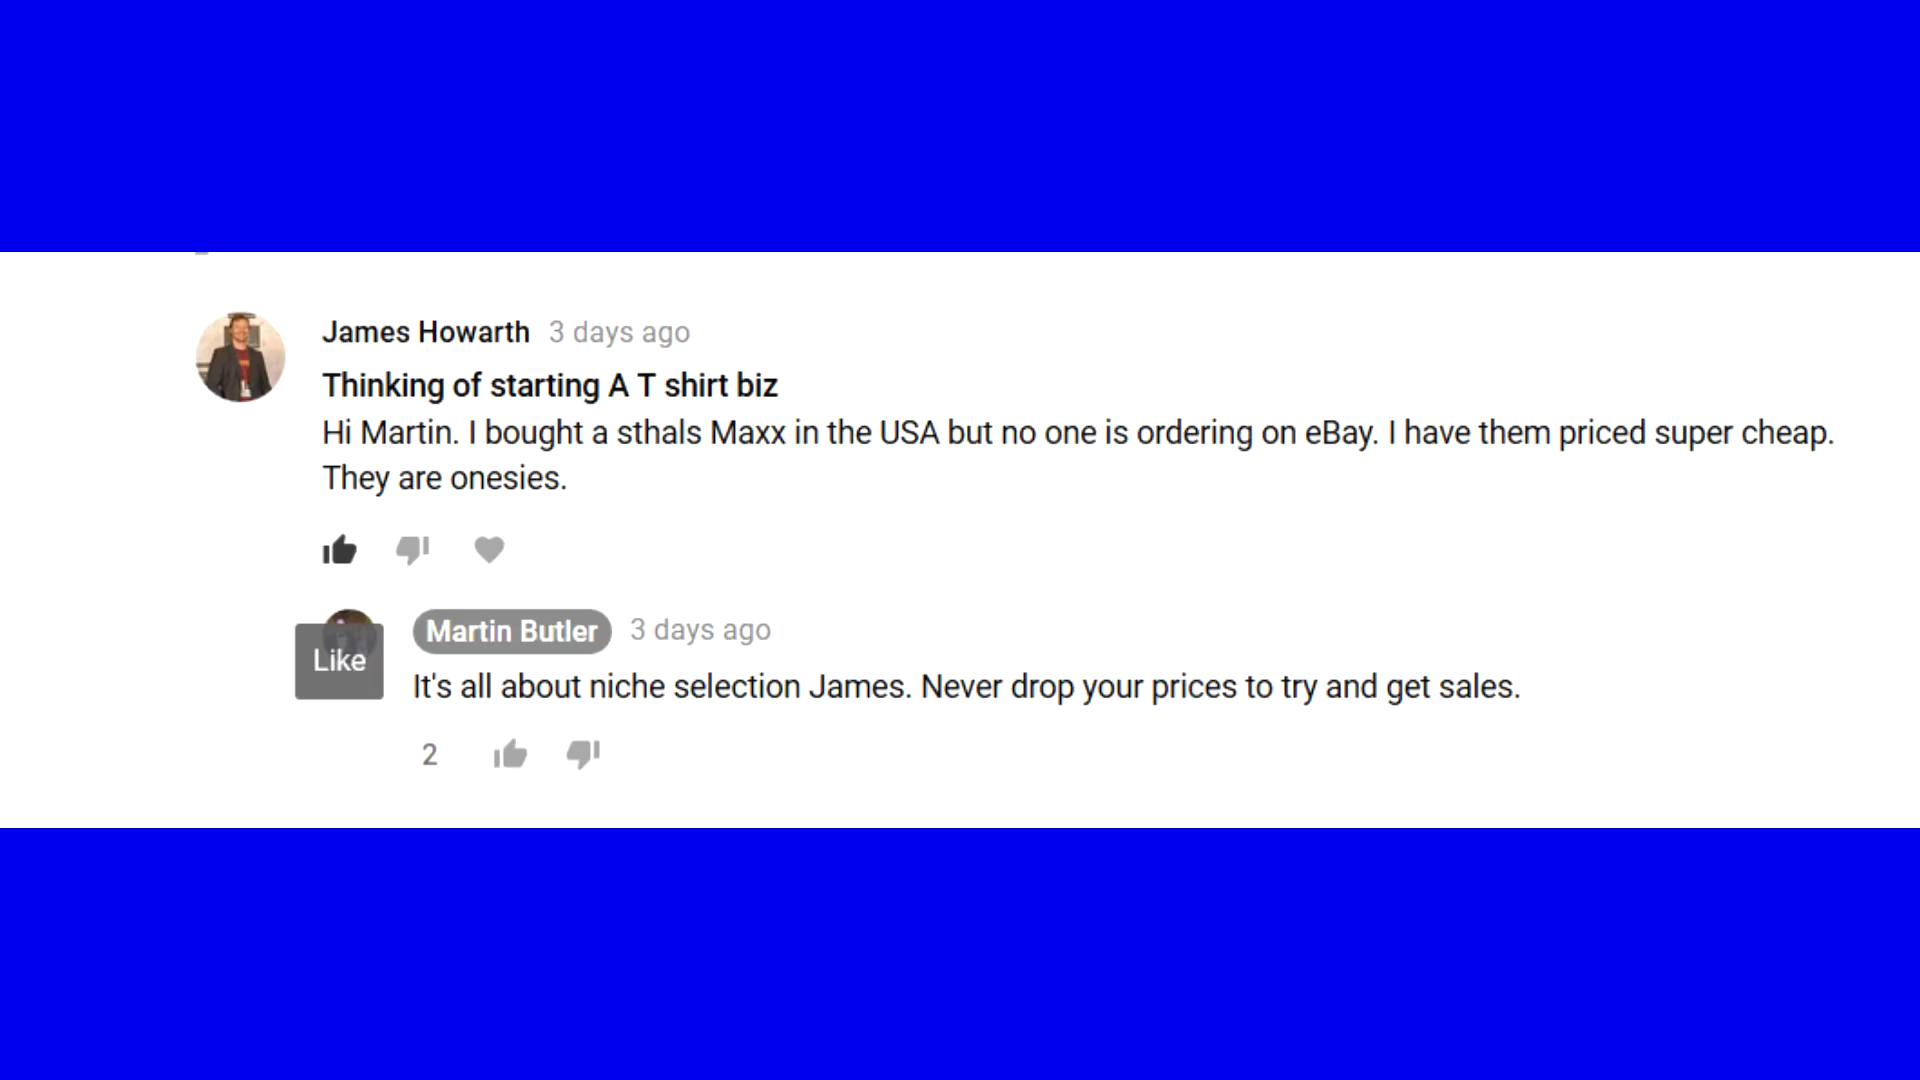 James Howarth 3 days ago
Thinking of starting A T shirt biz
Hi Martin. I bought a sthals Maxx in the USA but no one is ordering on eBay. I have them priced super cheap.
They are onesies.
Martin Butler 3 days ago
Like
It's all about niche selection James. Never drop your prices to try and get sales.
2